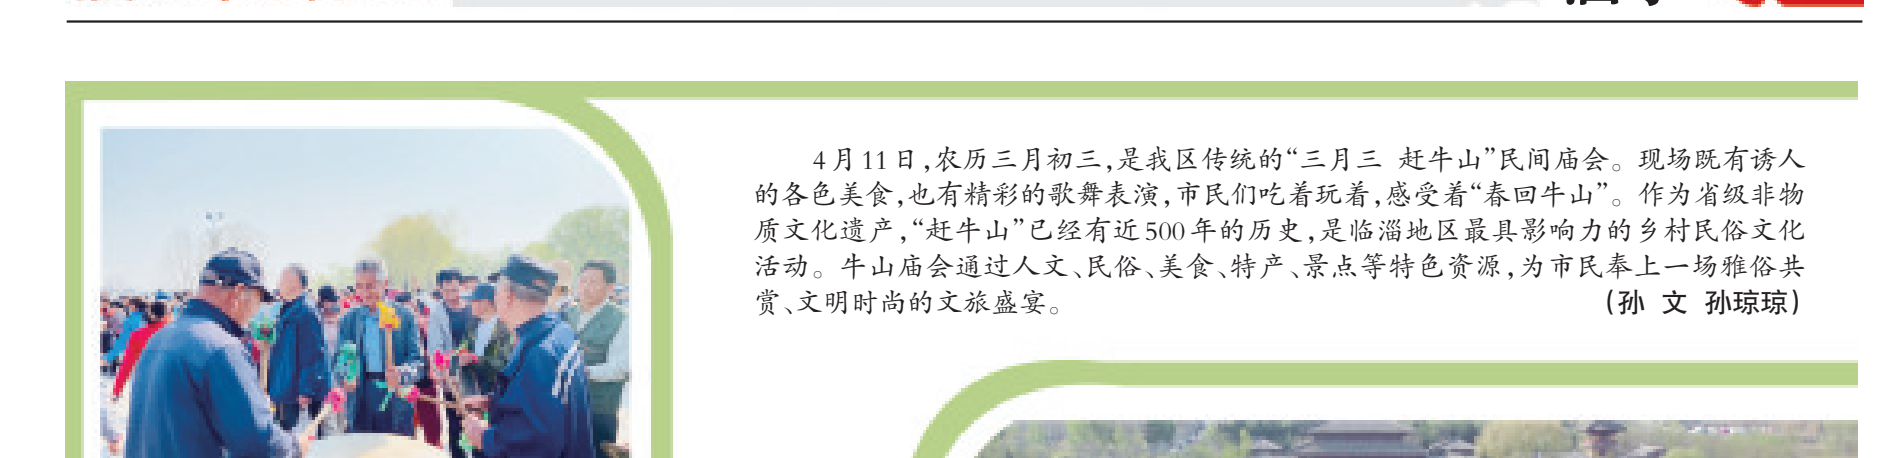 4月11日，农历三月初三，是我区传统的“三月三 赶牛山”民间庙会。现场既有诱人
的各色美食，也有精彩的歌舞表演，市民们吃着玩着，感受着“春回牛山”。作为省级非物
质文化遗产，“赶牛山”已经有近500年的历史，是临淄地区最具影响力的乡村民俗文化
活动。牛山庙会通过人文、民俗、美食、特产、景点等特色资源，为市民奉上一场雅俗共
赏、文明时尚的文旅盛宴。 （孙 文 孙琼琼）